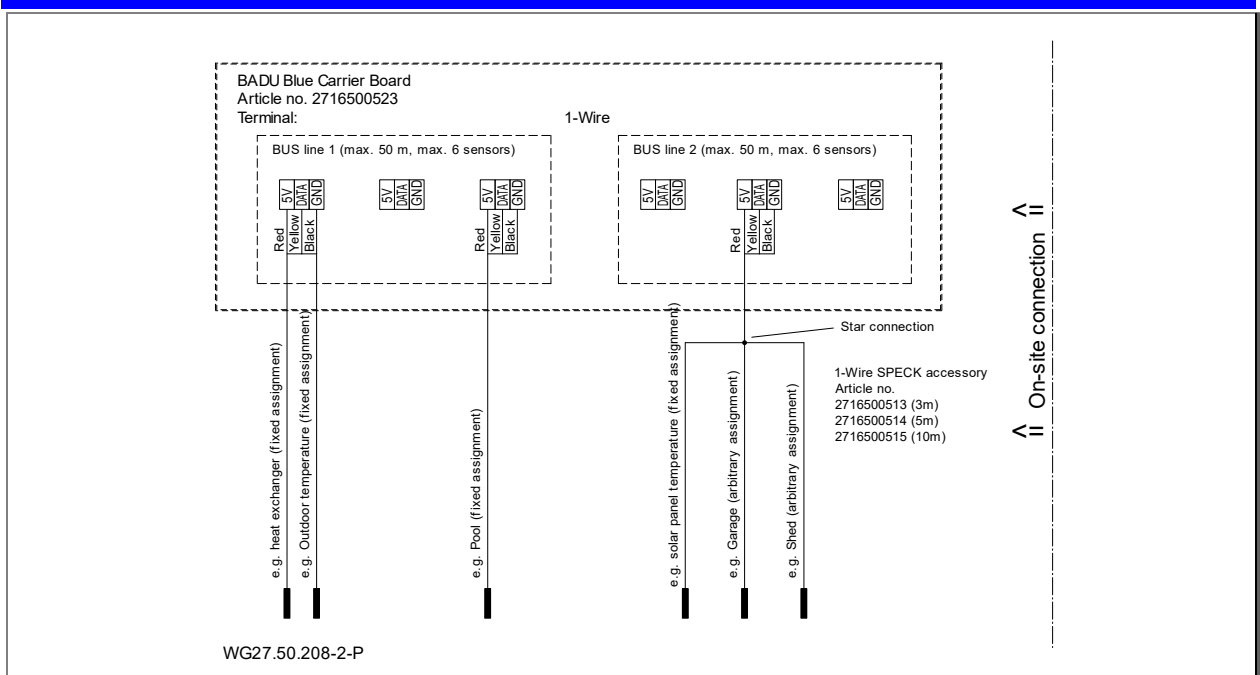 BADU Blue Carrier Board
Article no. 2716500523
Terminal:
1-Wire
BUS line 1 (max. 50 m, max. 6 sensors)
BUS line 2 (max. 50 m, max. 6 sensors)
5V
DATA
GND
5V
DATA
GND
5V
DATA
GND
5V
DATA
GND
5V
DATA
GND
5V
DATA
GND
Red
Yellow
Black
Red
Yellow
Black
Red
Yellow
Black
e.g. heat exchanger (fixed assignment)
e.g. Outdoor temperature (fixed assignment)
e.g. Pool (fixed assignment)
e.g. solar panel temperature (fixed assignment)
e.g. Garage (arbitrary assignment)
e.g. Shed (arbitrary assignment)
Star connection
1-Wire SPECK accessory
Article no.
2716500513 (3m)
2716500514 (5m)
2716500515 (10m)
<= On-site connection =>
WG27.50.208-2-P